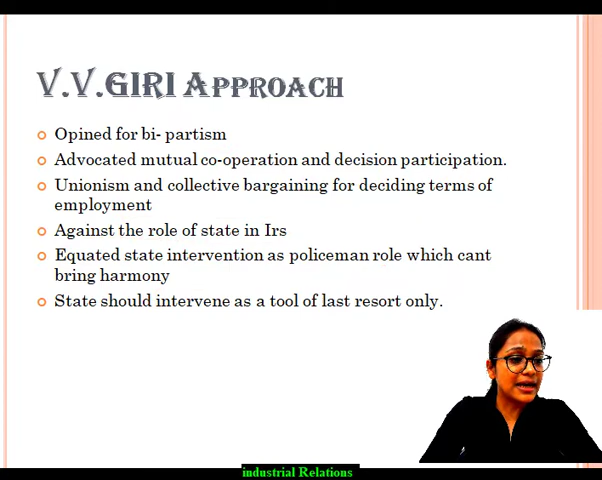 V.V.GIRI APPROACH
Opined for bi- partism
Advocated mutual co-operation and decision participation.
Unionism and collective bargaining for deciding terms of
employment
Against the role of state in Irs
Equated state intervention as policeman role which cant
bring harmony
State should intervene as a tool of last resort only.
industrial Relations